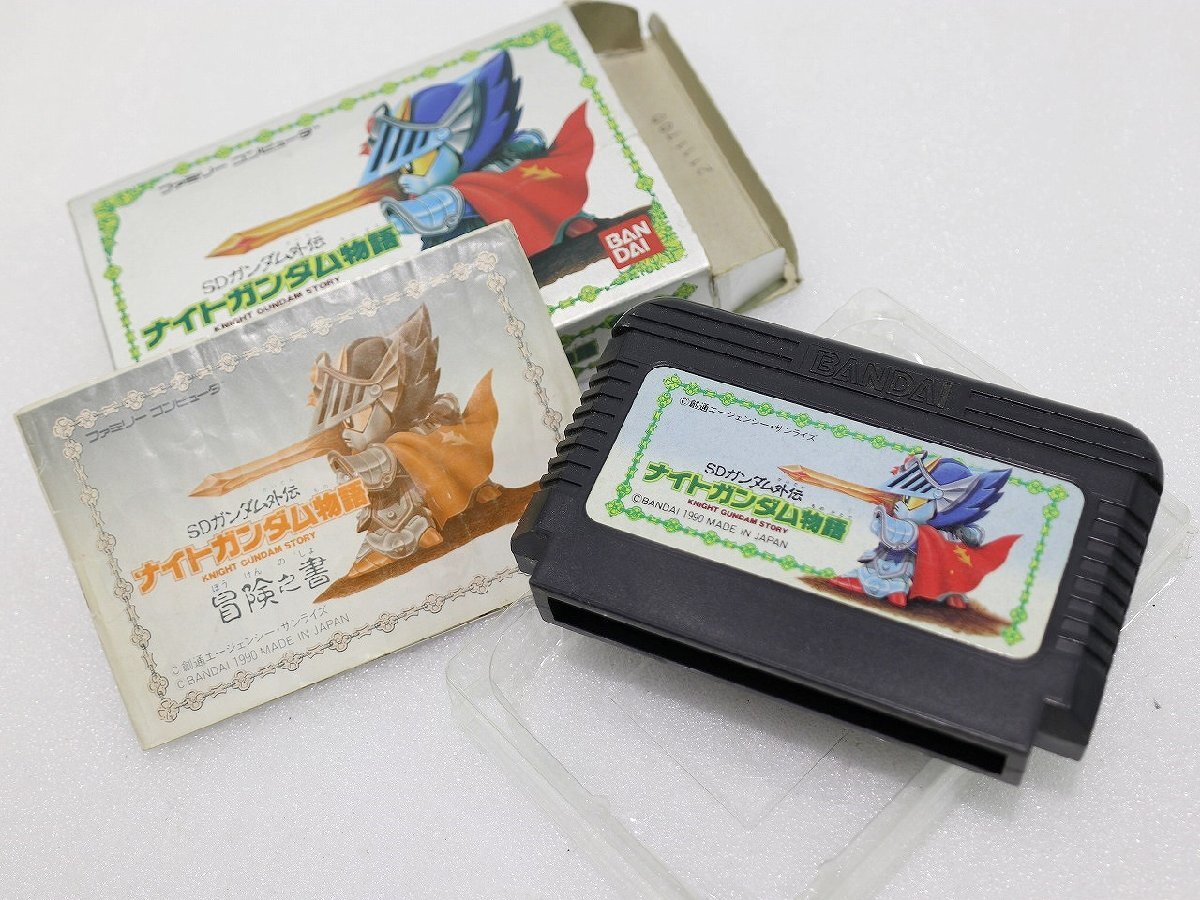 ファミリー コンピュータ
SDガンダム外伝
ナイトガンダム物語
KNIGHT GUNDAM STORY
BAN
DAI
ファミリー コンピュータ
SDガンダム外伝
ナイトガンダム物語
KNIGHT GUNDAM STORY
ぼうけんのしょ
冒険之書
©創通エージェンシー・サンライズ
©BANDAI 1990 MADE IN JAPAN
BANDAI
©創通エージェンシー・サンライズ
SDガンダム外伝
ナイトガンダム物語
KNIGHT GUNDAM STORY
©BANDAI 1990 MADE IN JAPAN